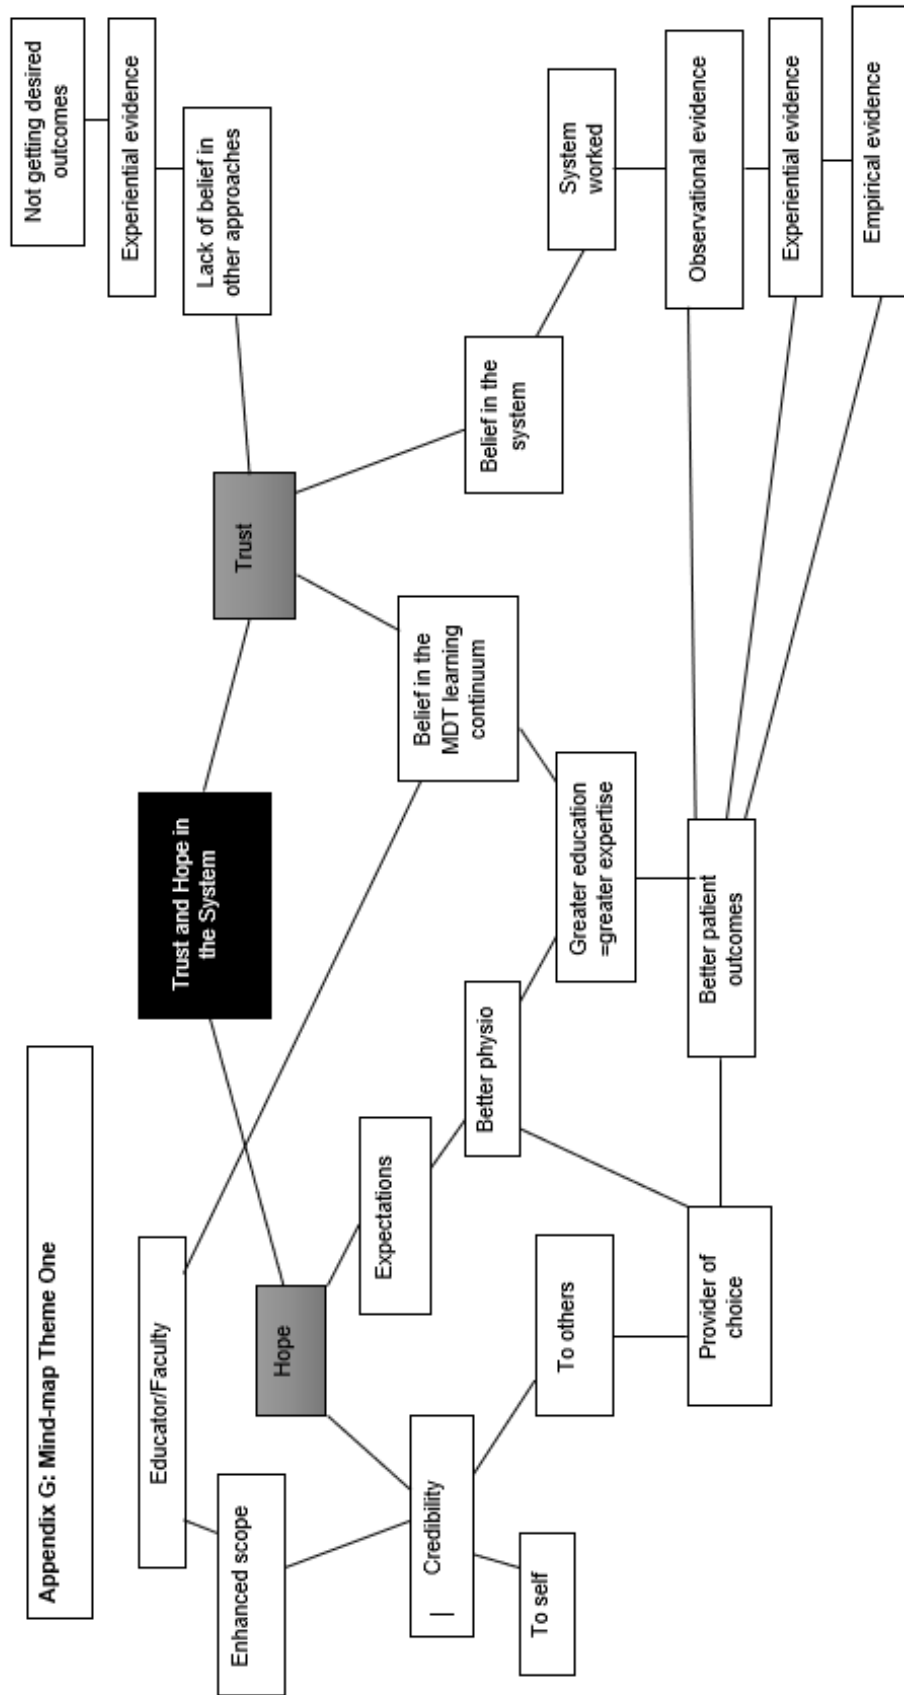 Appendix G: Mind-map Theme One
Trust and Hope in
the System
Educator/Faculty
Enhanced scope
Hope
Trust
Lack of belief in
other approaches
Experiential evidence
Not getting desired
outcomes
Expectations
Credibility
|
To self
To others
Better physio
Belief in the
MDT learning
continuum
Belief in the
system
System
worked
Greater education
=greater expertise
Provider of
choice
Better patient
outcomes
Observational evidence
Experiential evidence
Empirical evidence